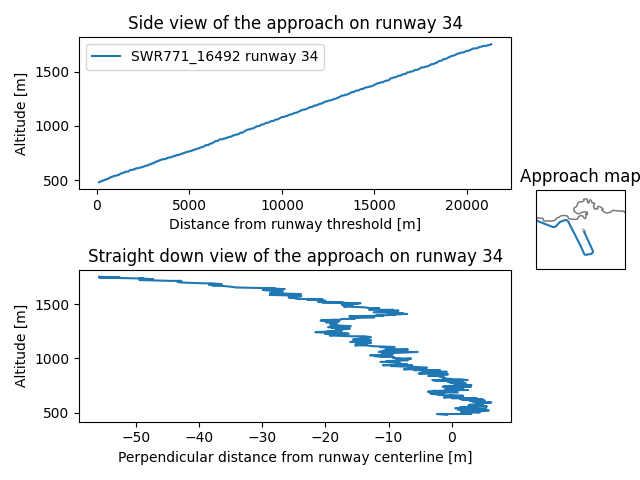 Side view of the approach on runway 34
SWR771_16492 runway 34
Altitude [m]
1500
1000
500
0
5000
10000
15000
20000
Distance from runway threshold [m]
Approach map
Straight down view of the approach on runway 34
Altitude [m]
1500
1000
500
−50
−40
−30
−20
−10
0
Perpendicular distance from runway centerline [m]